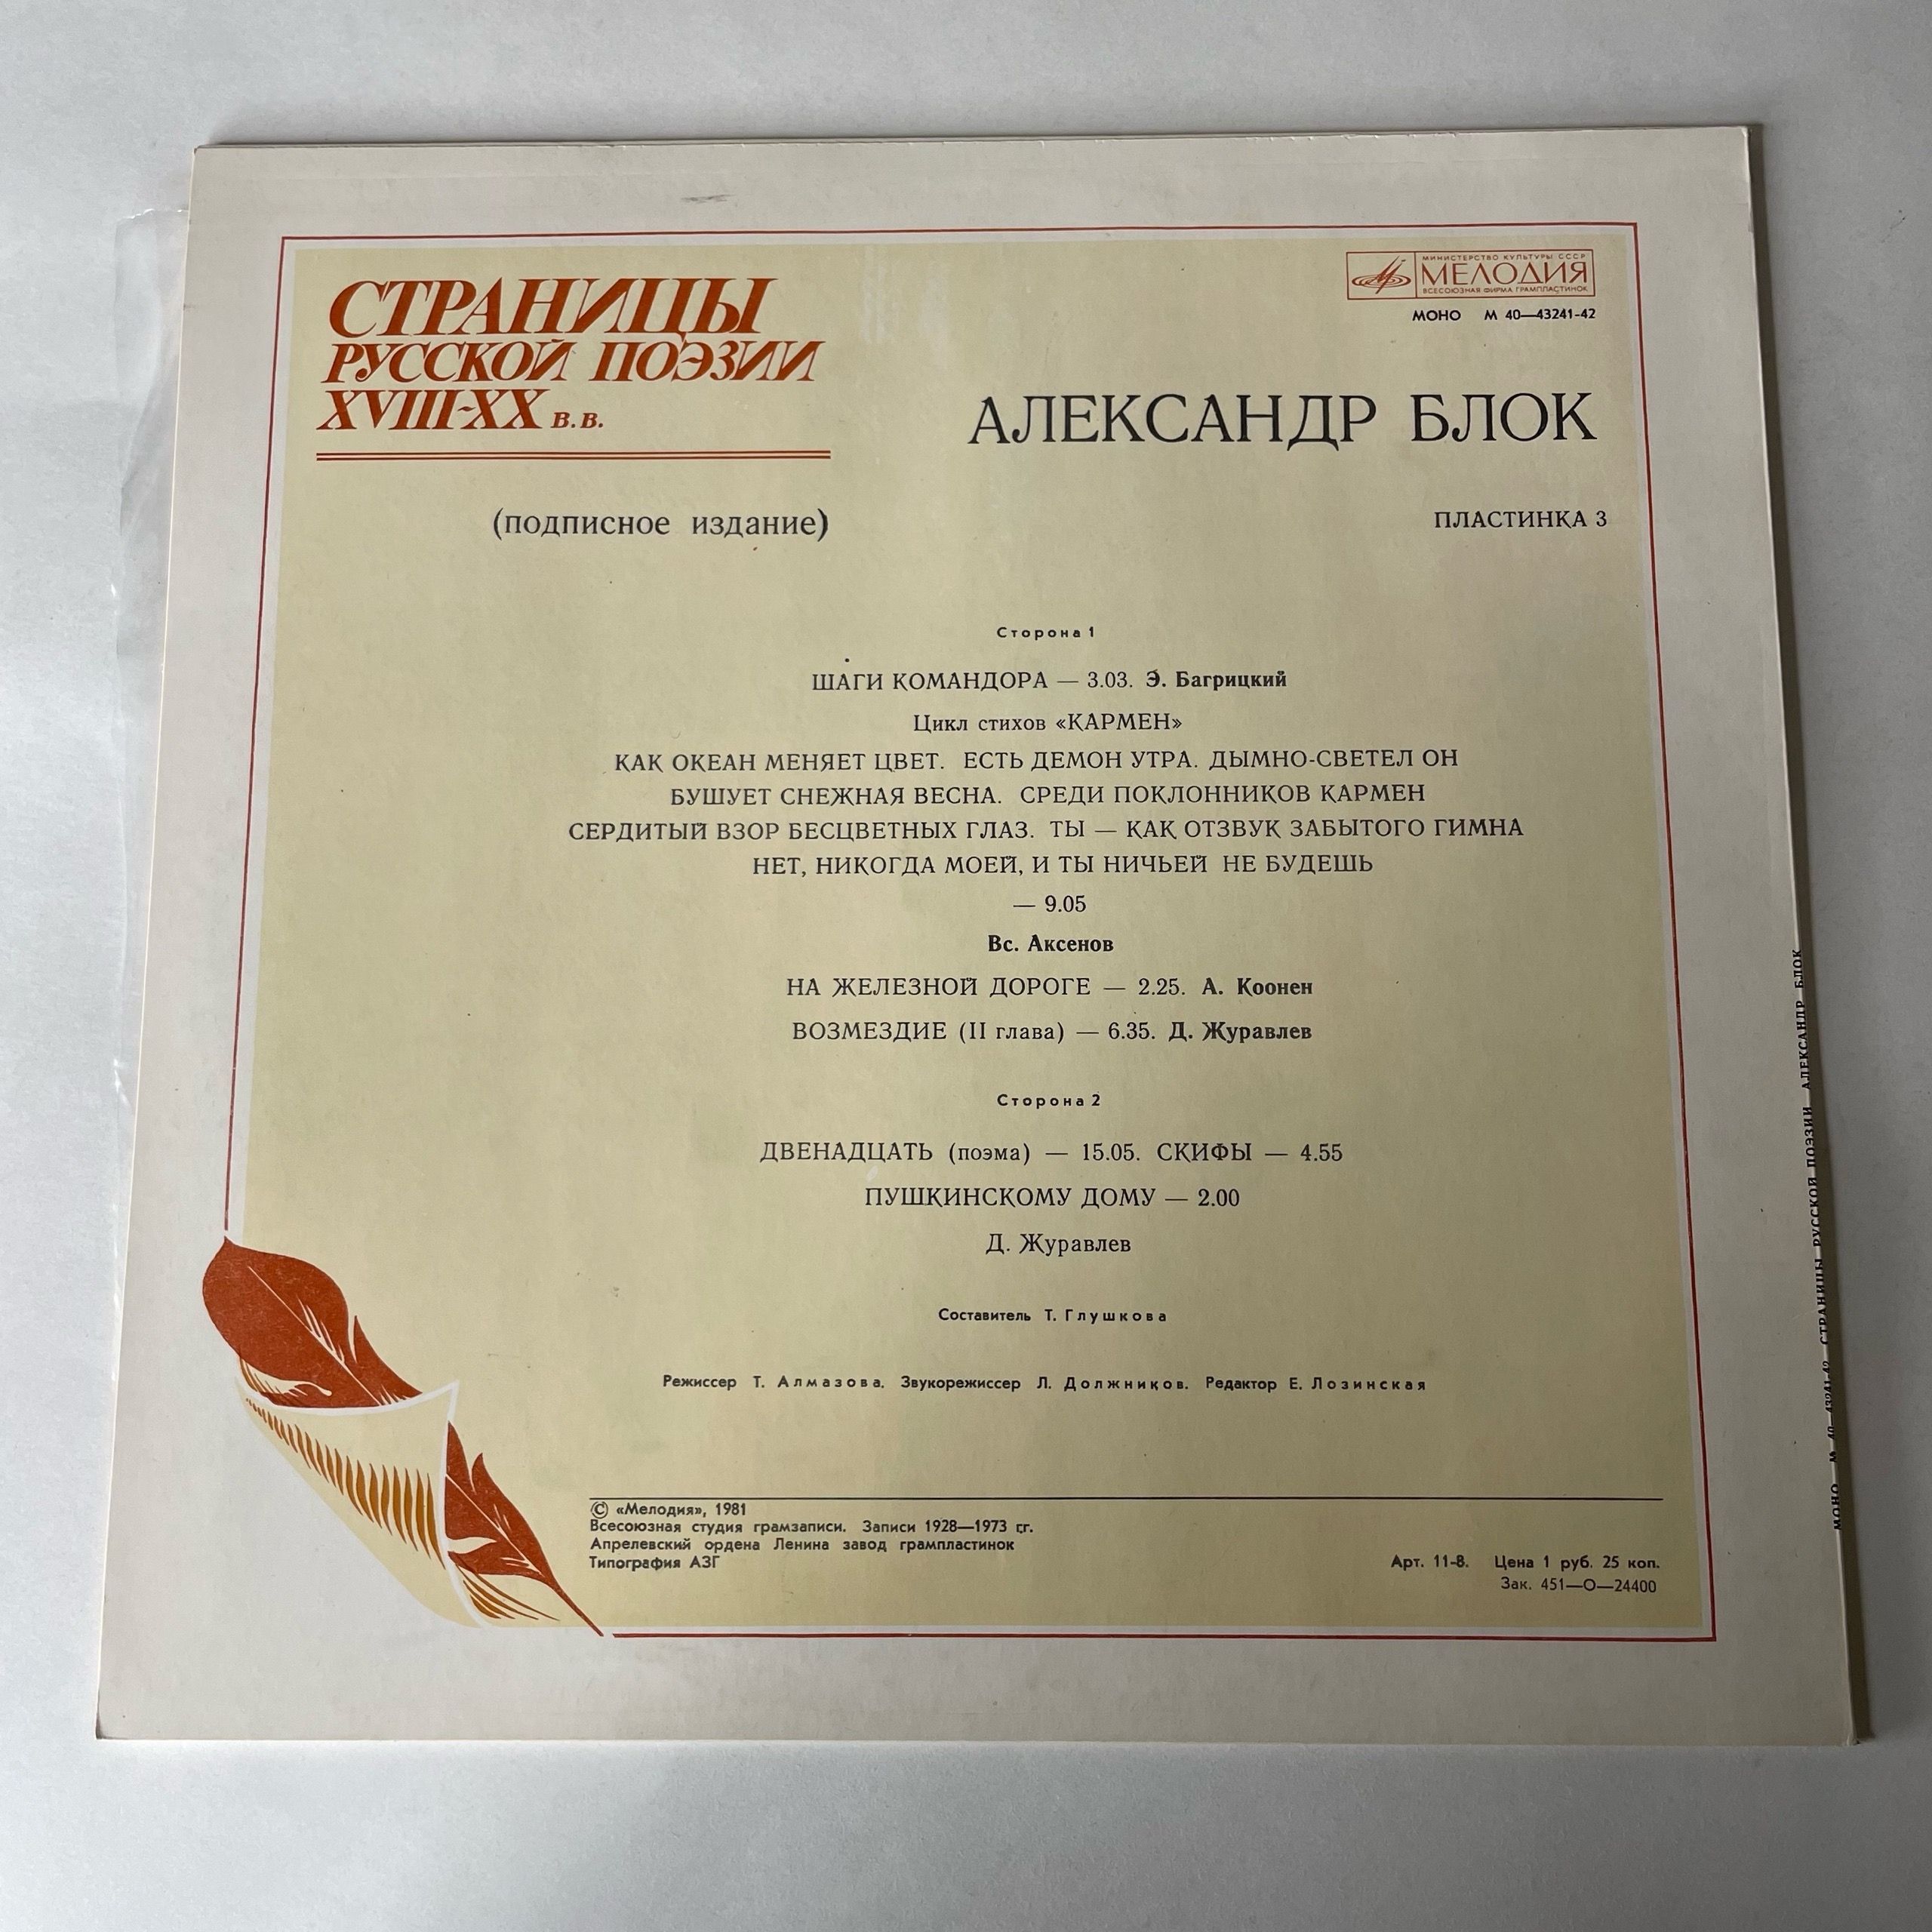 СТРАНИЦЫ
РУССКОЙ ПОЭЗИИ
XVIII-XX в.в.
(подписное издание)
МИНИСТЕРСТВО КУЛЬТУРЫ СССР
МЕЛОДИЯ
ВСЕСОЮЗНАЯ ФИРМА ГРАМПЛАСТИНОК
МОНО М 40—43241-42
АЛЕКСАНДР БЛОК
ПЛАСТИНКА 3
Сторона 1
ШАГИ КОМАНДОРА — 3.03. Э. Багрицкий
Цикл стихов «КАРМЕН»
КАК ОКЕАН МЕНЯЕТ ЦВЕТ. ЕСТЬ ДЕМОН УТРА. ДЫМНО-СВЕТЕЛ ОН
БУШУЕТ СНЕЖНАЯ ВЕСНА. СРЕДИ ПОКЛОННИКОВ КАРМЕН
СЕРДИТЫЙ ВЗОР БЕСЦВЕТНЫХ ГЛАЗ. ТЫ — КАК ОТЗВУК ЗАБЫТОГО ГИМНА
НЕТ, НИКОГДА МОЕЙ, И ТЫ НИЧЬЕЙ НЕ БУДЕШЬ
— 9.05
Вс. Аксенов
НА ЖЕЛЕЗНОЙ ДОРОГЕ — 2.25. А. Коонен
ВОЗМЕЗДИЕ (II глава) — 6.35. Д. Журавлев
Сторона 2
ДВЕНАДЦАТЬ (поэма) — 15.05. СКИФЫ — 4.55
ПУШКИНСКОМУ ДОМУ — 2.00
Д. Журавлев
Составитель Т. Глушкова
Режиссер Т. Алмазова. Звукорежиссер Л. Должников. Редактор Е. Лозинская
© «Мелодия», 1981
Всесоюзная студия грамзаписи. Записи 1928—1973 гг.
Апрелевский ордена Ленина завод грампластинок
Типография АЗГ
Арт. 11-8. Цена 1 руб. 25 коп.
Зак. 451—О—24400
МОНО М 40—43241-42 СТРАНИЦЫ РУССКОЙ ПОЭЗИИ АЛЕКСАНДР БЛОК